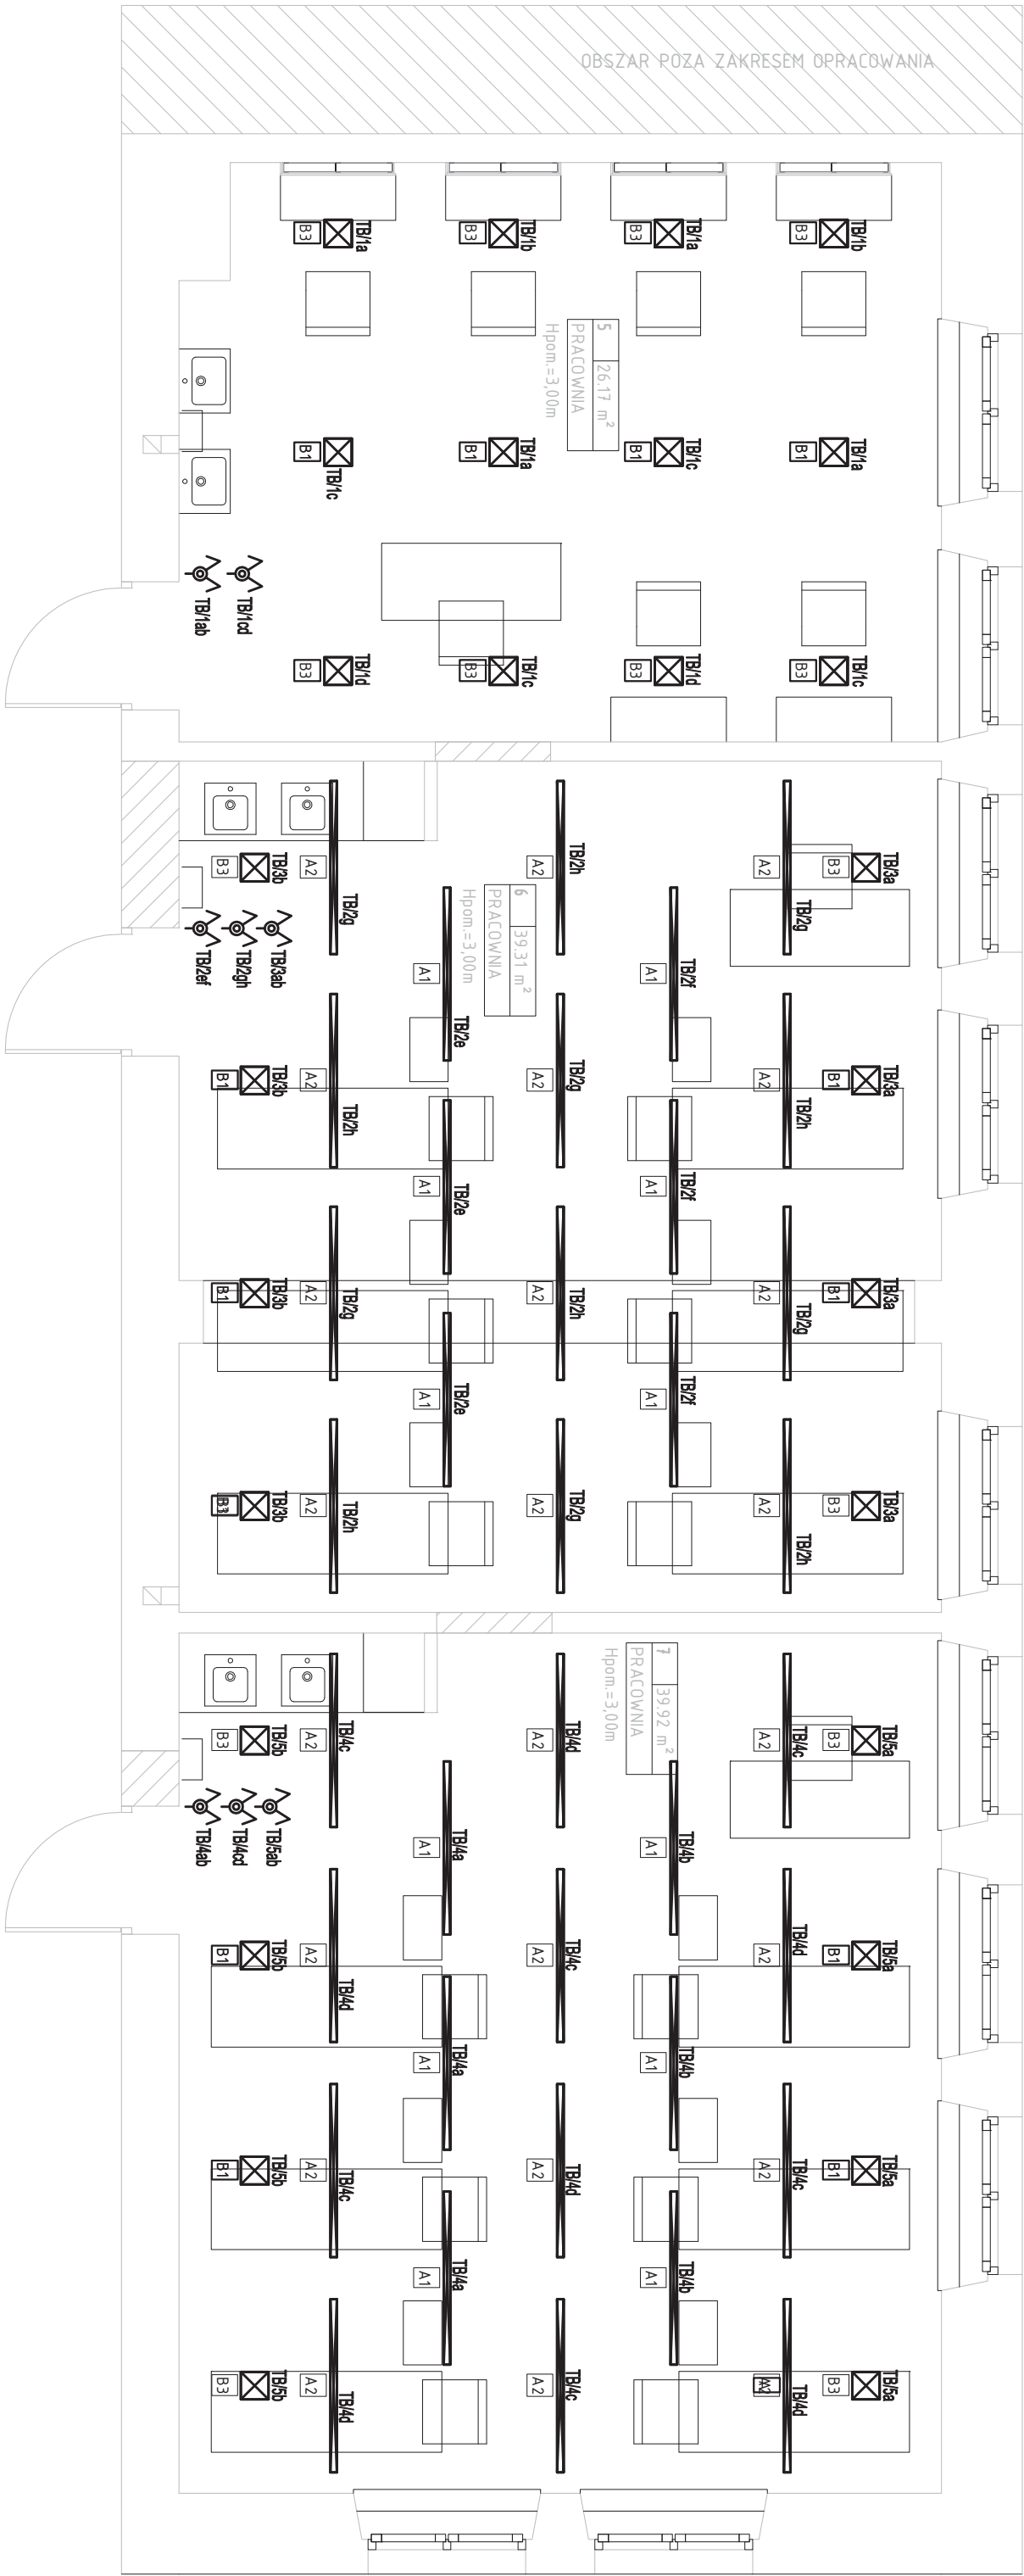 OBSZAR POZA ZAKRESEM OPRACOWANIA
TB/1a
B3
TB/1b
B3
TB/1a
B3
TB/1b
B3
5
26.17 m²
PRACOWNIA
Hpom.=3,00m
B1
TB/1c
TB/1a
B1
TB/1c
B1
TB/1a
B1
TB/1ab
TB/1cd
TB/1d
B3
TB/1c
B3
TB/1d
B3
TB/1c
B3
TB/3b
B3
A2
TB/2g
TB/2h
A2
A2
TB/2g
TB/3a
B3
6
39.31 m²
PRACOWNIA
Hpom.=3,00m
TB/2ef
TB/2gh
TB/3ab
A1
TB/2e
A1
TB/2f
TB/3b
B1
A2
TB/2h
TB/2g
A2
A2
TB/2h
TB/3a
B1
A1
TB/2e
A1
TB/2f
TB/3b
B1
A2
TB/2g
TB/2h
A2
A2
TB/2g
TB/3a
B1
A1
TB/2e
A1
TB/2f
TB/3b
A2
TB/2h
TB/2g
A2
A2
TB/2h
TB/3a
B3
7
39.92 m²
PRACOWNIA
Hpom.=3,00m
TB/5b
B3
A2
TB/4c
TB/4d
A2
A2
TB/4c
TB/5a
B3
TB/4ab
TB/4cd
TB/5ab
A1
TB/4a
A1
TB/4b
TB/5b
B1
A2
TB/4d
TB/4c
A2
A2
TB/4d
TB/5a
B1
A1
TB/4a
A1
TB/4b
TB/5b
B1
A2
TB/4c
TB/4d
A2
A2
TB/4c
TB/5a
B1
A1
TB/4a
A1
TB/4b
TB/5b
B3
A2
TB/4d
TB/4c
A2
TB/4d
TB/5a
B3